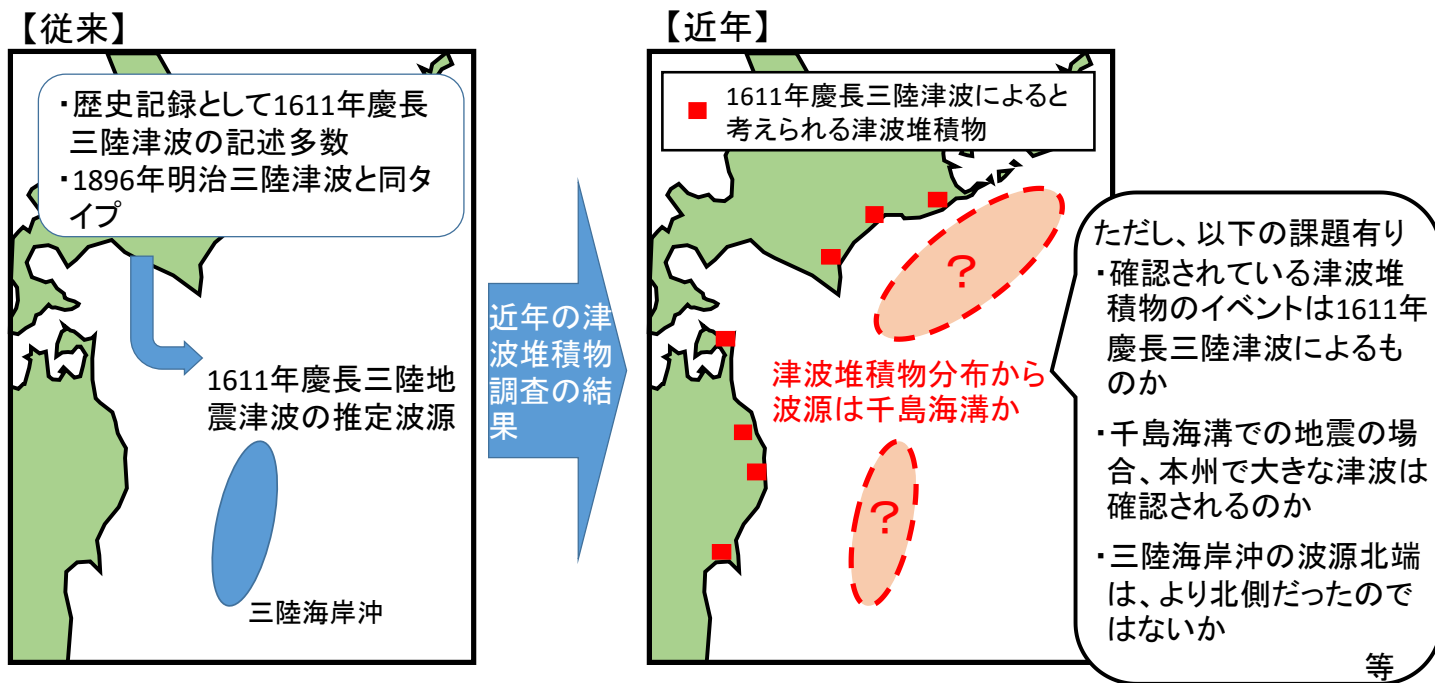 【従来】
・歴史記録として1611年慶長
三陸津波の記述多数
・1896年明治三陸津波と同タ
イプ
1611年慶長三陸地
震津波の推定波源
三陸海岸沖
近年の津
波堆積物
調査の結
果
【近年】
1611年慶長三陸津波によると
考えられる津波堆積物
？
津波堆積物分布から
波源は千島海溝か
？
ただし、以下の課題有り
・確認されている津波堆
積物のイベントは1611年
慶長三陸津波によるも
のか
・千島海溝での地震の場
合、本州で大きな津波は
確認されるのか
・三陸海岸沖の波源北端
は、より北側だったので
はないか
等